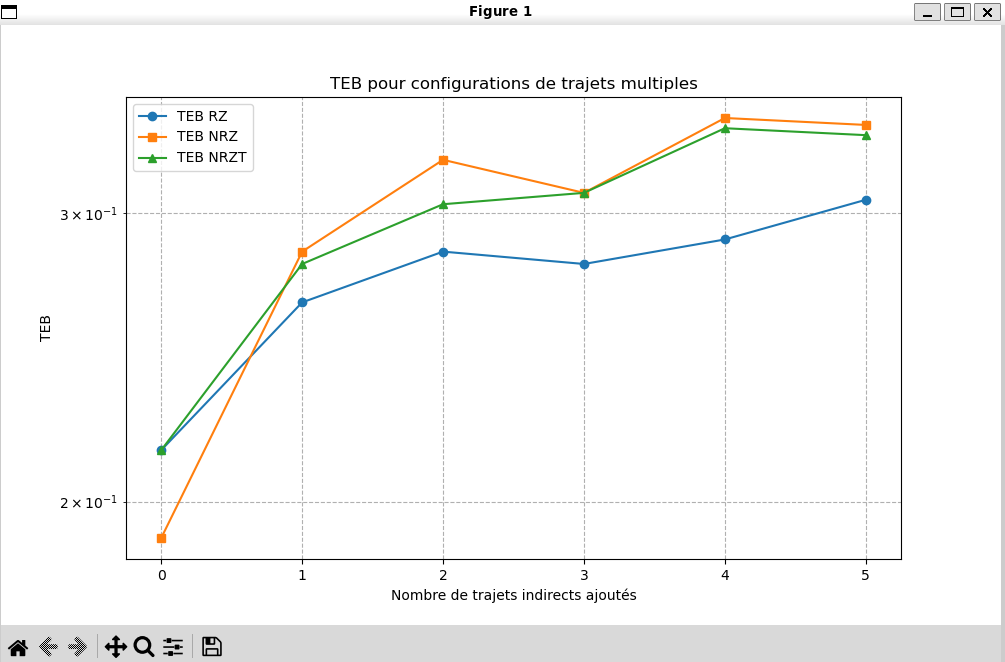 Figure 1
TEB pour configurations de trajets multiples
TEB RZ
TEB NRZ
TEB NRZT
3 × 10⁻¹
2 × 10⁻¹
TEB
0 1 2 3 4 5
Nombre de trajets indirects ajoutés